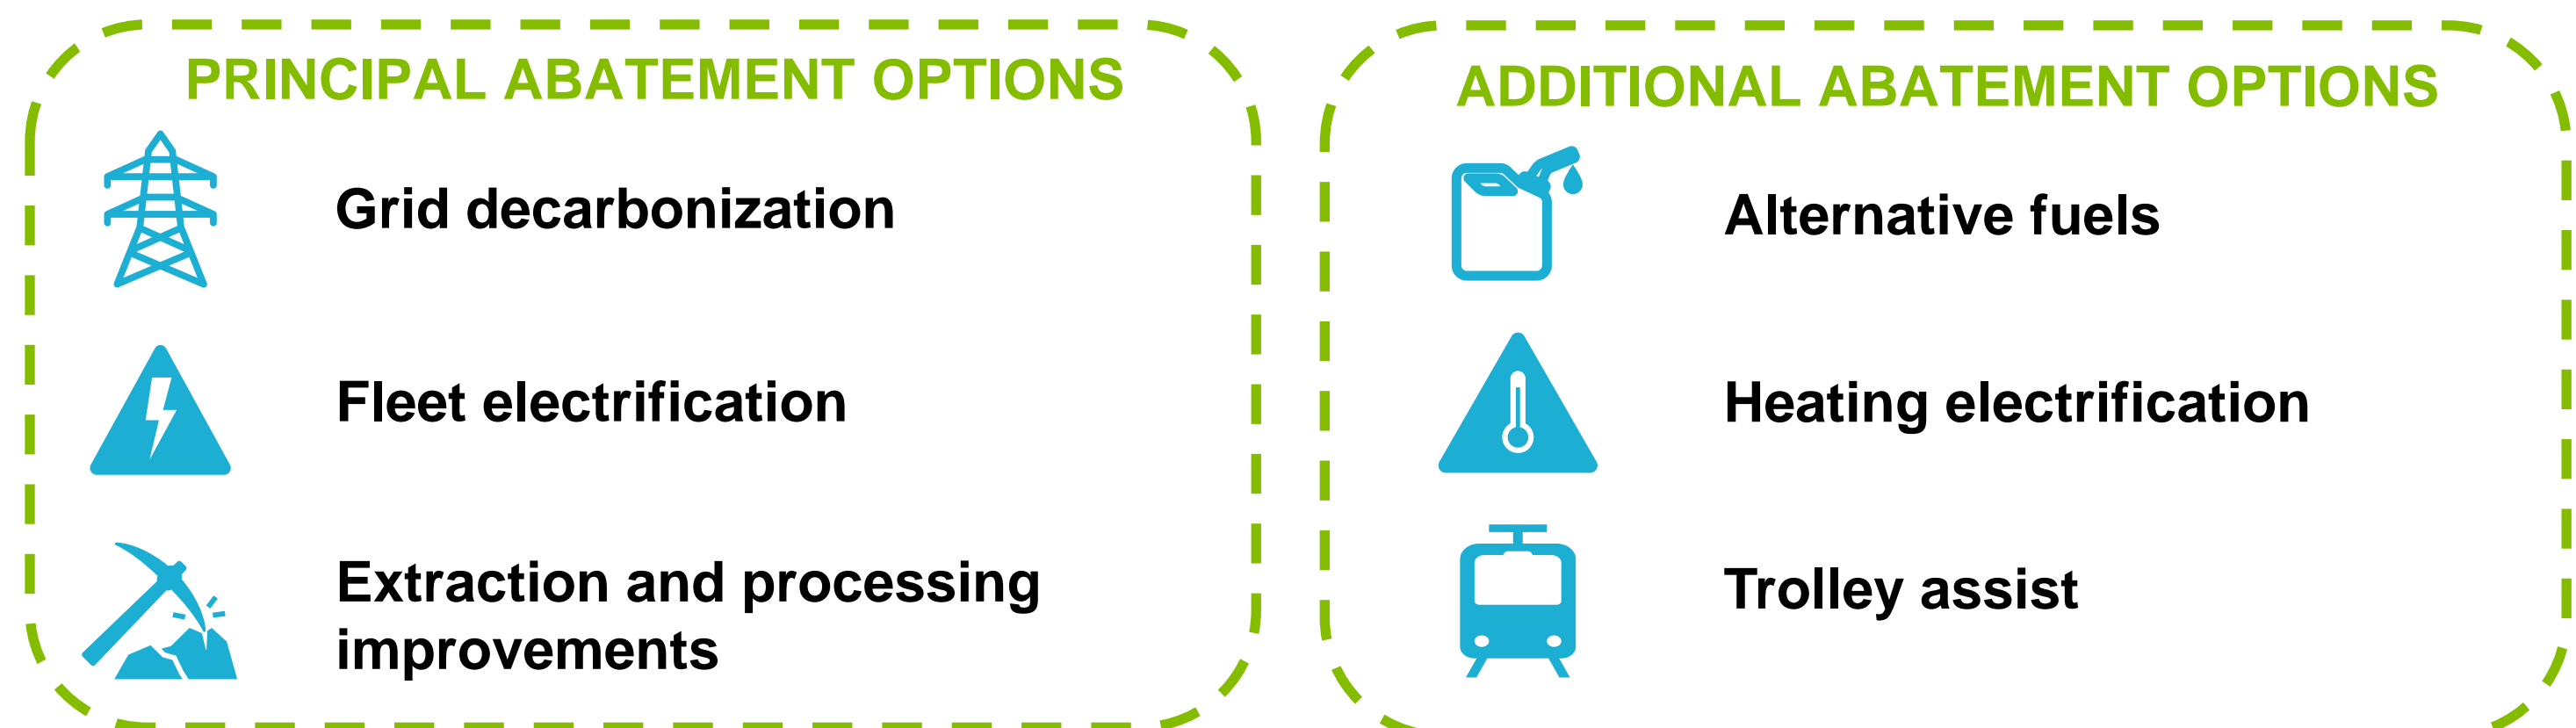 PRINCIPAL ABATEMENT OPTIONS
Grid decarbonization
Fleet electrification
Extraction and processing
improvements
ADDITIONAL ABATEMENT OPTIONS
Alternative fuels
Heating electrification
Trolley assist